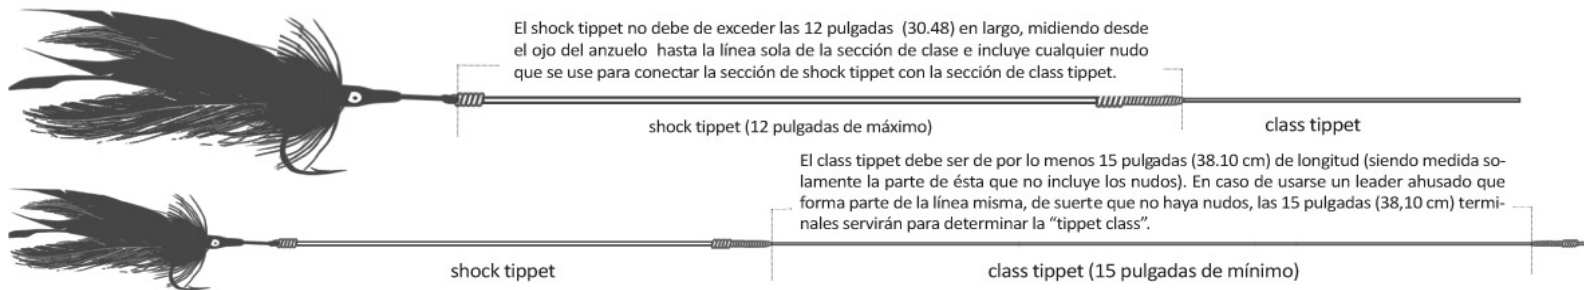 El shock tippet no debe de exceder las 12 pulgadas (30.48) en largo, midiendo desde
el ojo del anzuelo hasta la línea sola de la sección de clase e incluye cualquier nudo
que se use para conectar la sección de shock tippet con la sección de class tippet.
shock tippet (12 pulgadas de máximo)
class tippet
El class tippet debe ser de por lo menos 15 pulgadas (38.10 cm) de longitud (siendo medida so-
lamente la parte de ésta que no incluye los nudos). En caso de usarse un leader ahusado que
forma parte de la línea misma, de suerte que no haya nudos, las 15 pulgadas (38,10 cm) termi-
nales servirán para determinar la “tippet class”.
shock tippet
class tippet (15 pulgadas de mínimo)